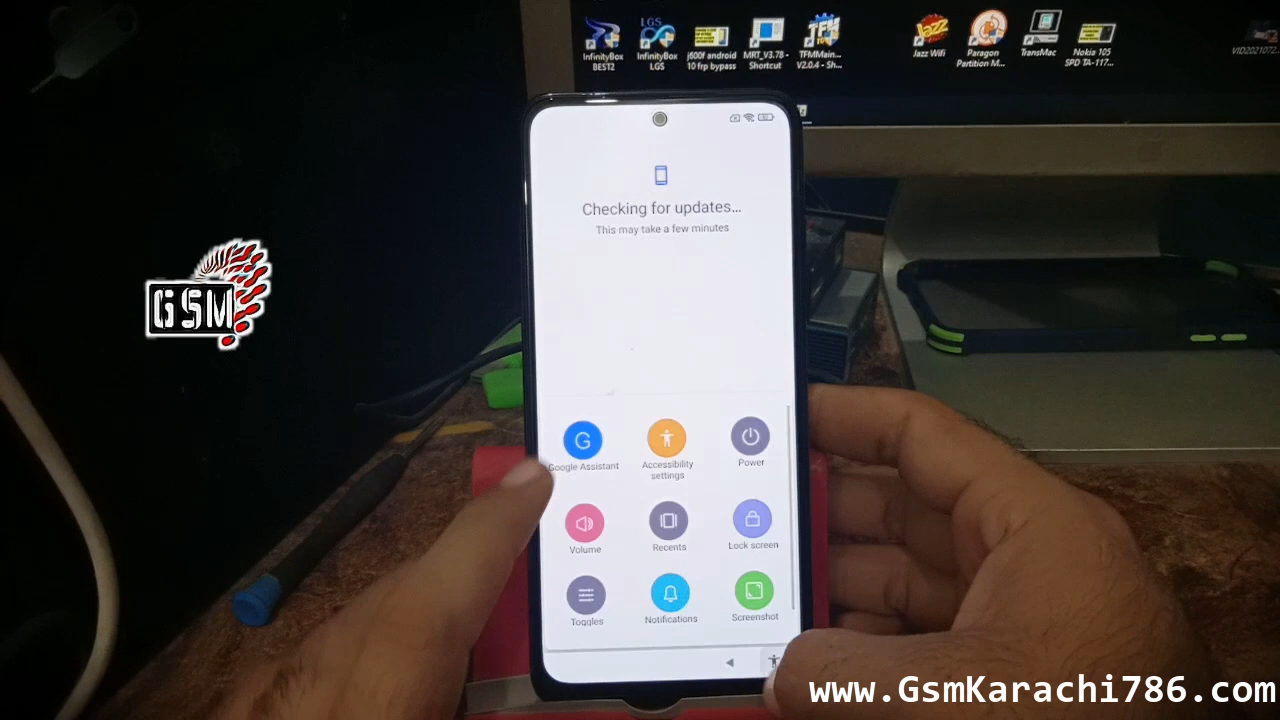 InfinityBox
BEST2
LGS
InfinityBox
LGS
j600f android
10 frp bypass
MRT_V3.78 -
Shortcut
TFMMain...
V2.0.4 - Sh...
Jazz Wifi
Paragon
Partition M...
TransMac
Nokia 105
SPD TA-117...
VID2021072...
Checking for updates...
This may take a few minutes
GSM
G
Google Assistant
Accessibility
settings
Power
Volume
Recents
Lock screen
Toggles
Notifications
Screenshot
www.GsmKarachi786.com